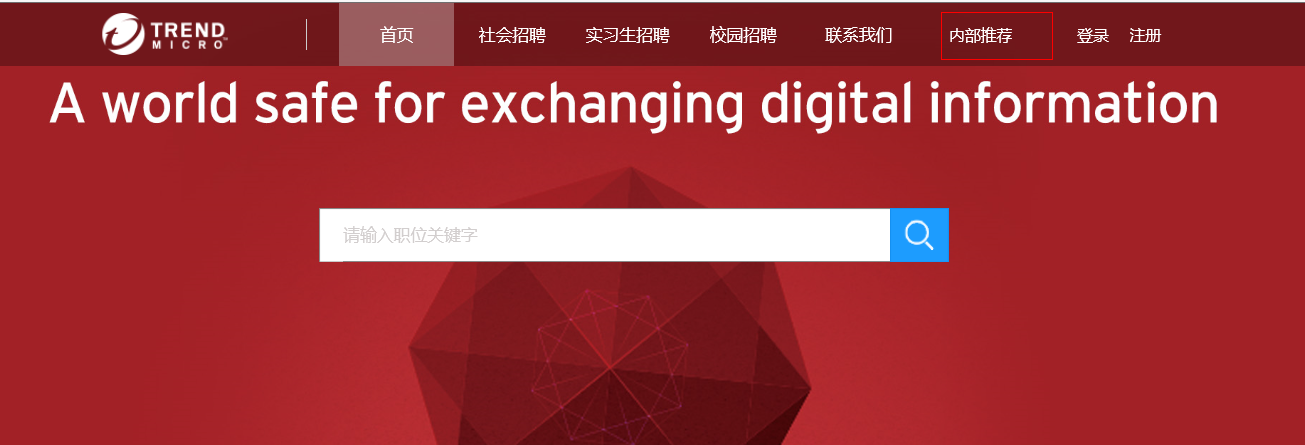 TREND
MICRO™
首页
社会招聘
实习生招聘
校园招聘
联系我们
内部推荐
登录
注册
A world safe for exchanging digital information
请输入职位关键字